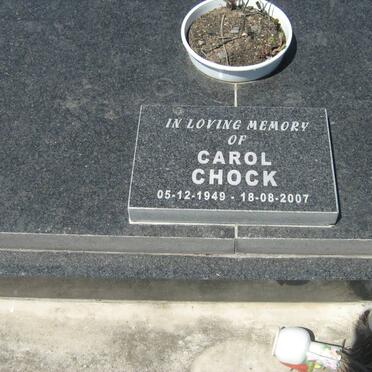 IN LOVING MEMORY
OF
CAROL
CHOCK
05-12-1949 - 18-08-2007